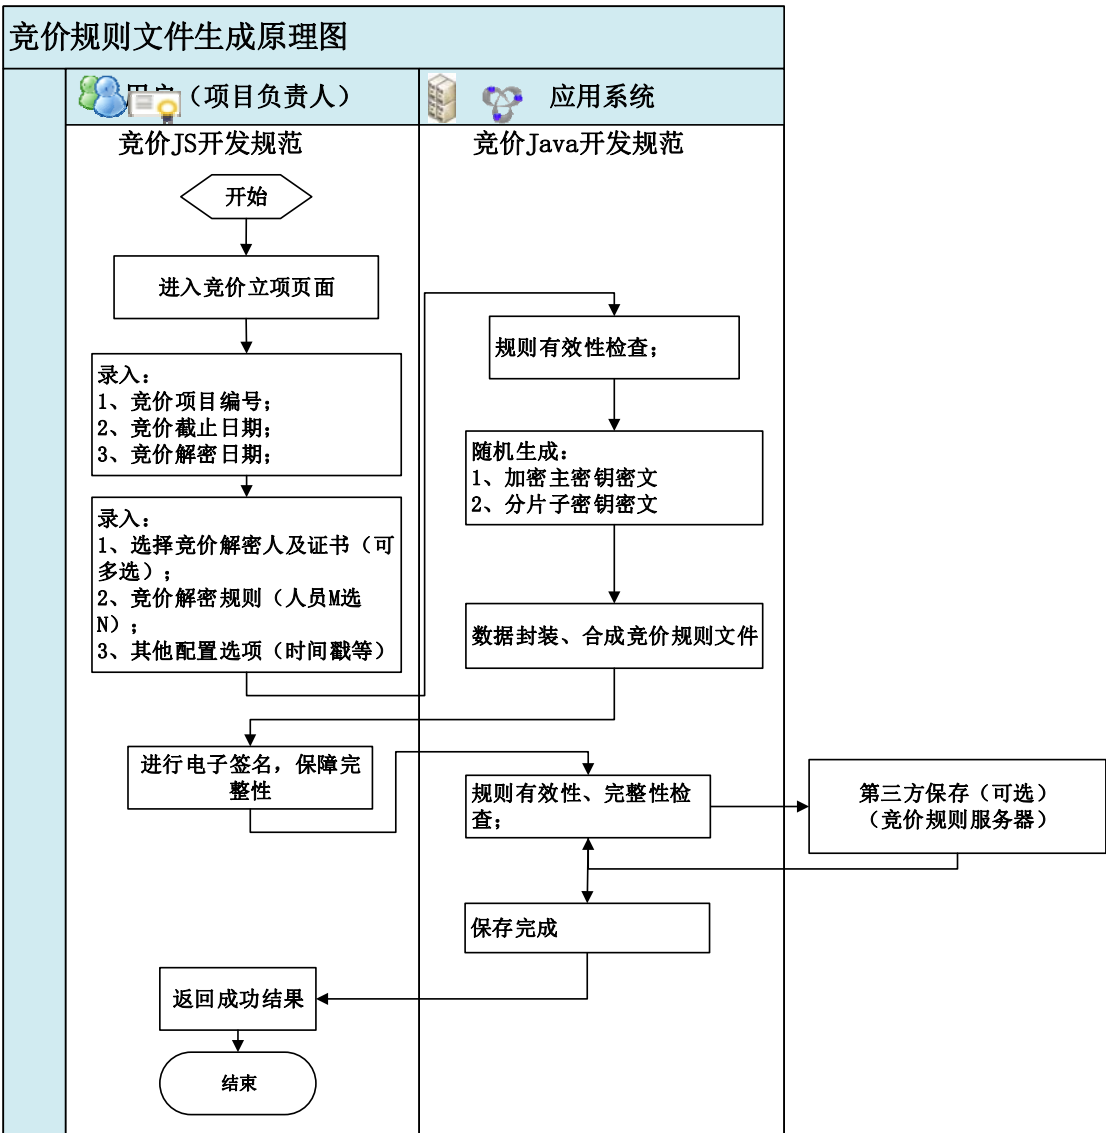 竞价规则文件生成原理图
（项目负责人）
应用系统
竞价JS开发规范
竞价Java开发规范
开始
进入竞价立项页面
录入：
1、竞价项目编号；
2、竞价截止日期；
3、竞价解密日期；
录入：
1、选择竞价解密人及证书（可
多选）；
2、竞价解密规则（人员M选
N）；
3、其他配置选项（时间戳等）
规则有效性检查；
随机生成：
1、加密主密钥密文
2、分片子密钥密文
数据封装、合成竞价规则文件
进行电子签名，保障完
整性
规则有效性、完整性检
查；
第三方保存（可选）
（竞价规则服务器）
保存完成
返回成功结果
结束